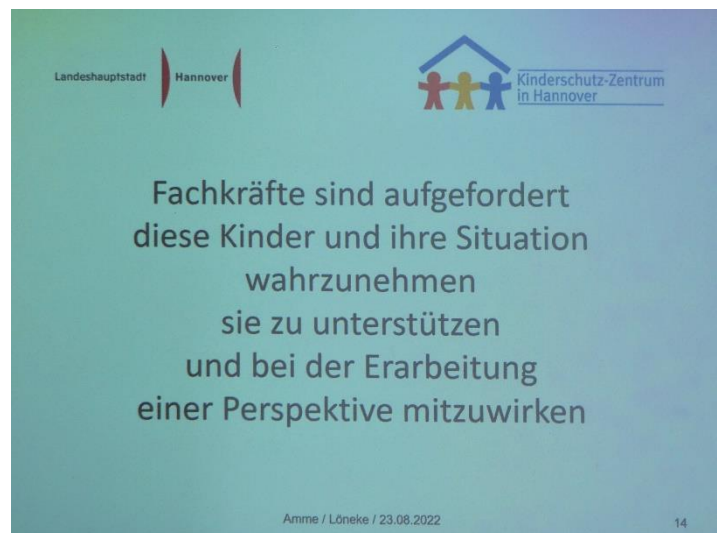 Landeshauptstadt Hannover
Kinderschutz-Zentrum
in Hannover
Fachkräfte sind aufgefordert
diese Kinder und ihre Situation
wahrzunehmen
sie zu unterstützen
und bei der Erarbeitung
einer Perspektive mitzuwirken
Amme / Löneke / 23.08.2022
14